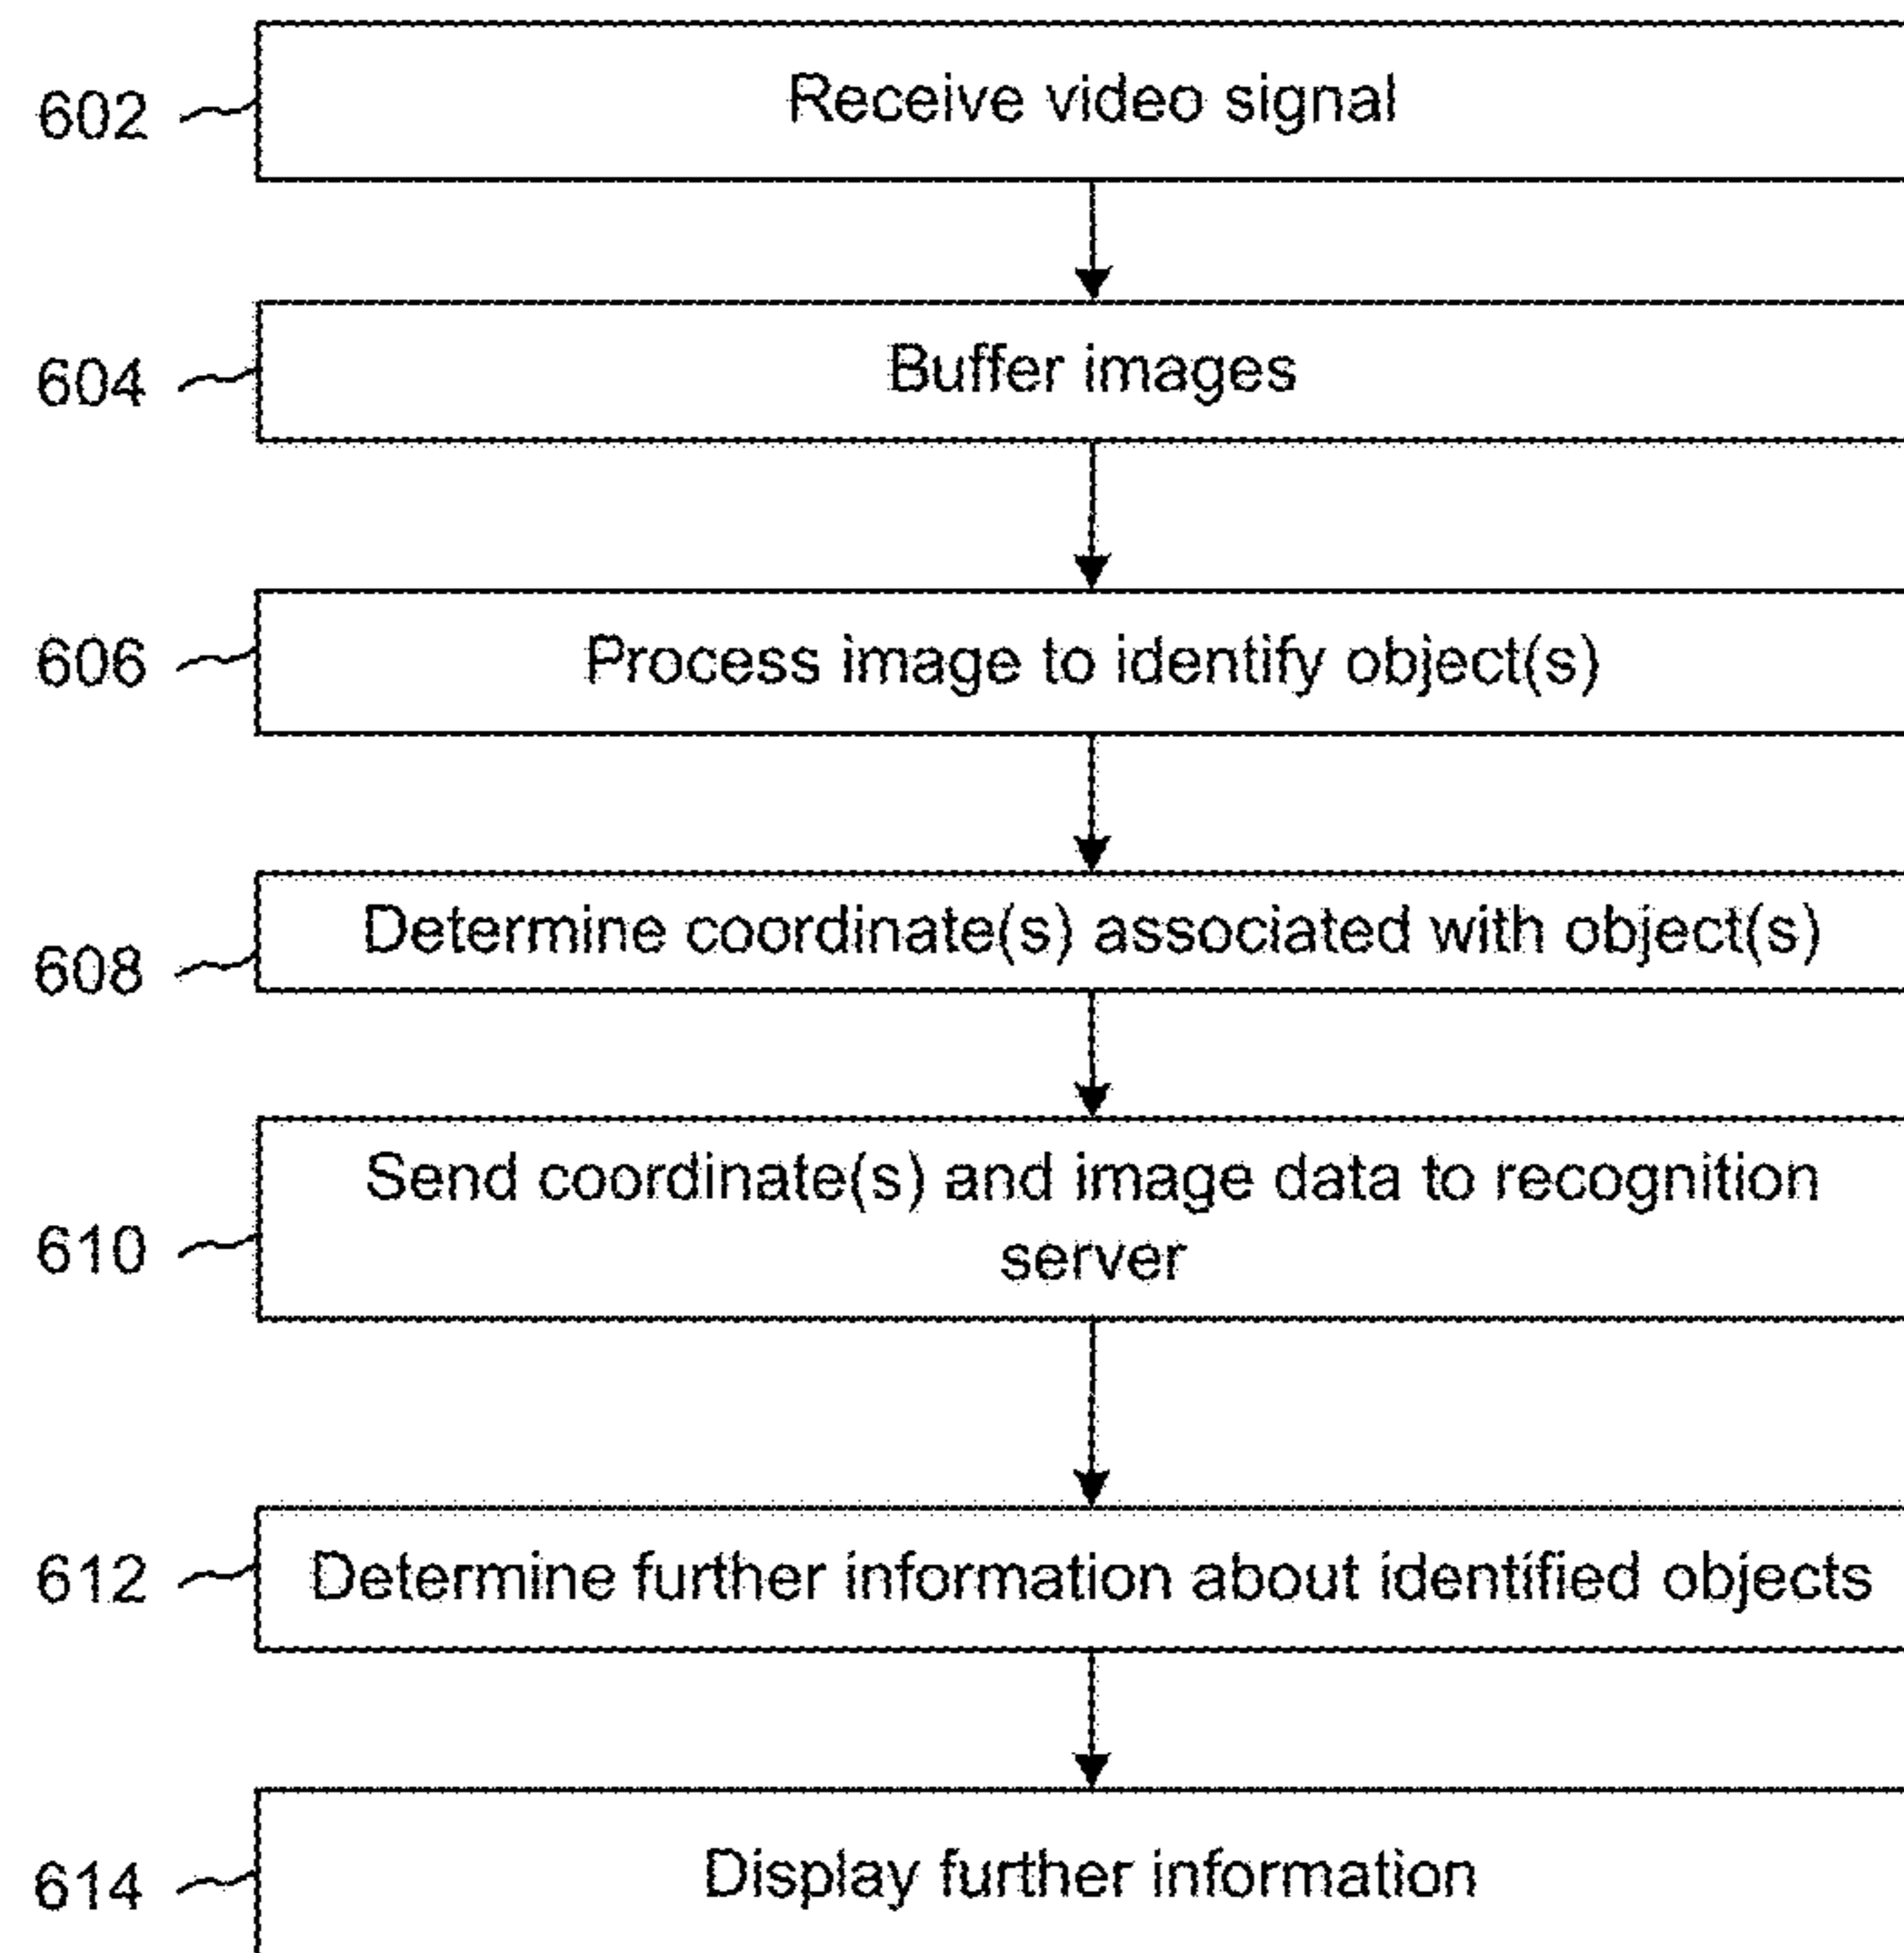 602
Receive video signal
604
Buffer images
606
Process image to identify object(s)
608
Determine coordinate(s) associated with object(s)
610
Send coordinate(s) and image data to recognition
server
612
Determine further information about identified objects
614
Display further information